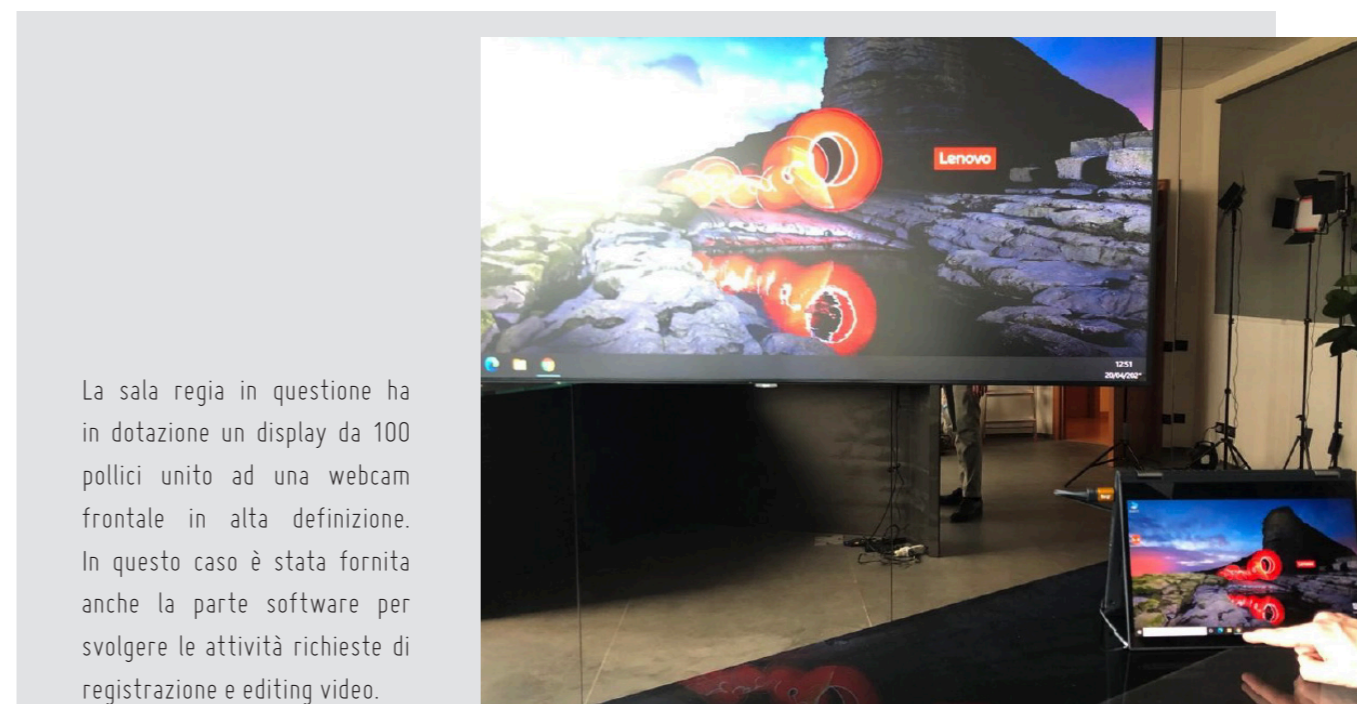 La sala regia in questione ha
in dotazione un display da 100
pollici unito ad una webcam
frontale in alta definizione.
In questo caso è stata fornita
anche la parte software per
svolgere le attività richieste di
registrazione e editing video.
Lenovo
12:51